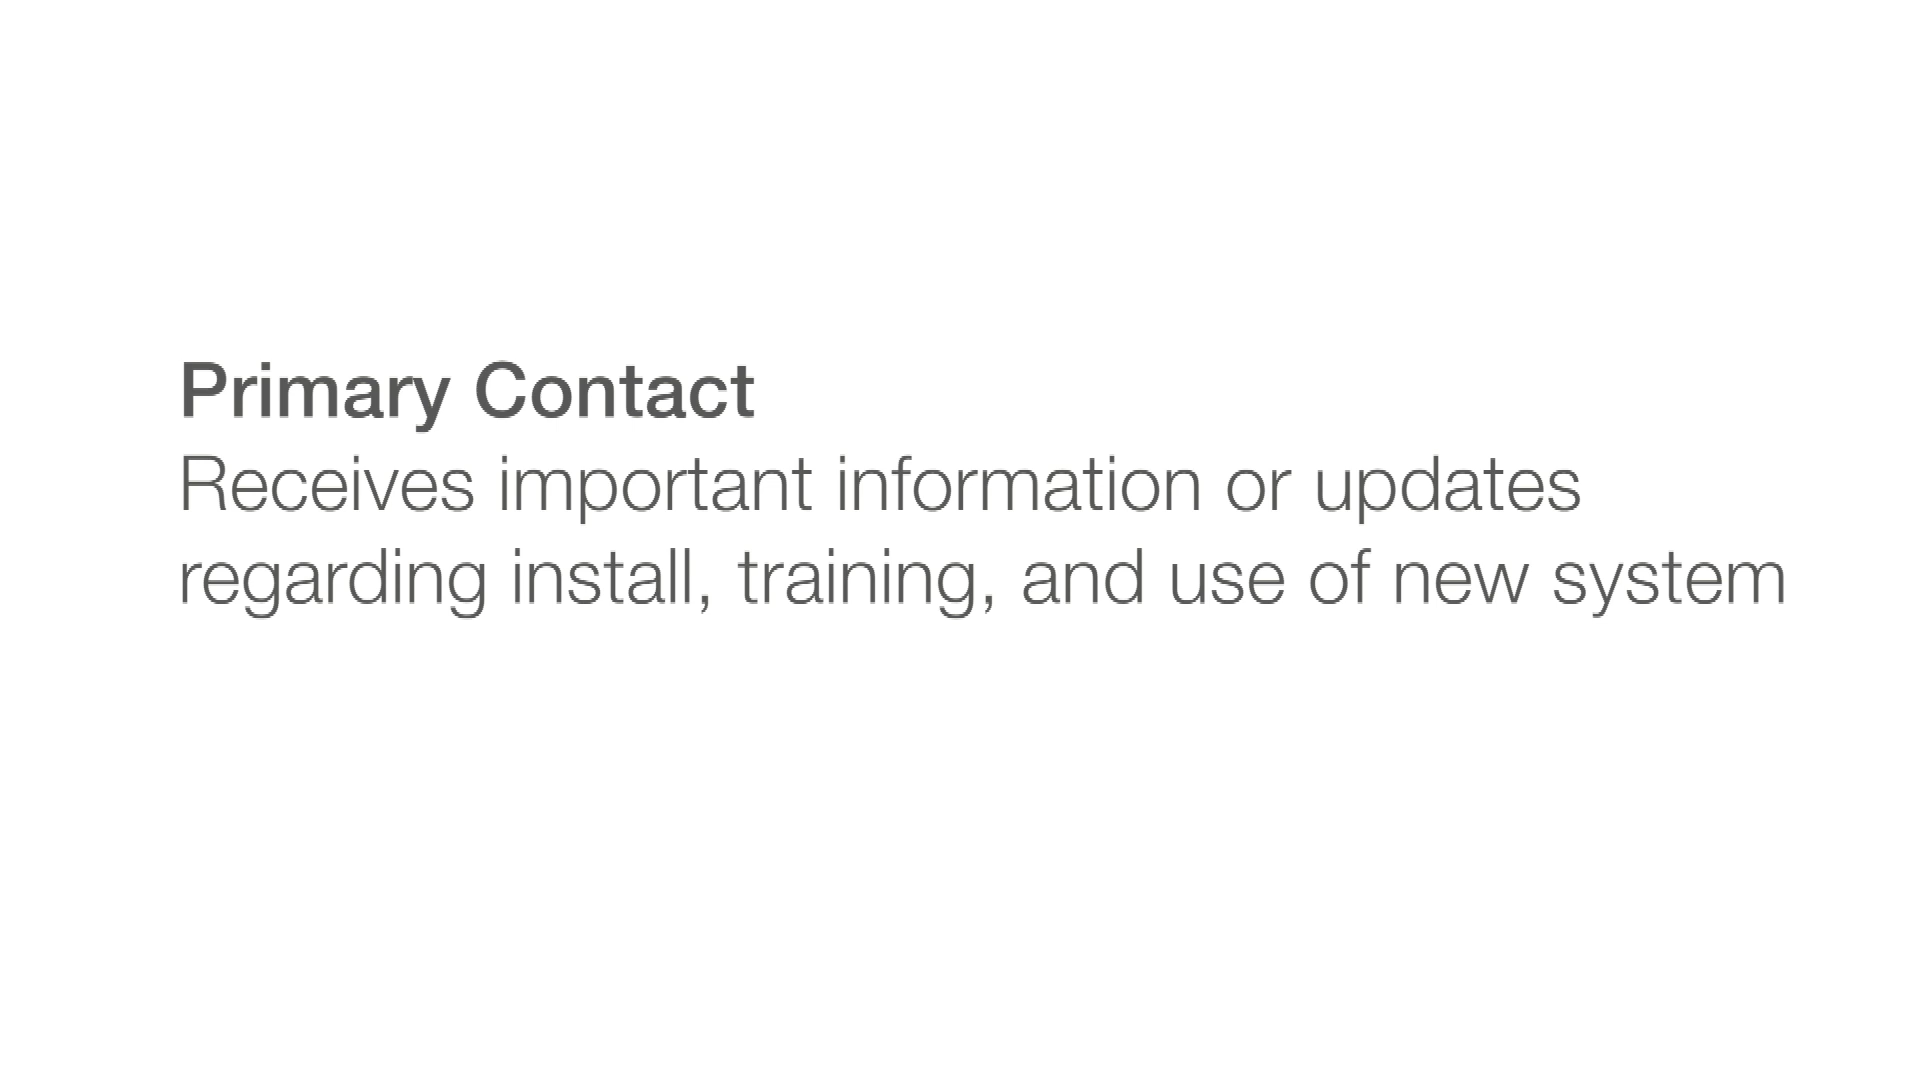 Primary Contact
Receives important information or updates
regarding install, training, and use of new system